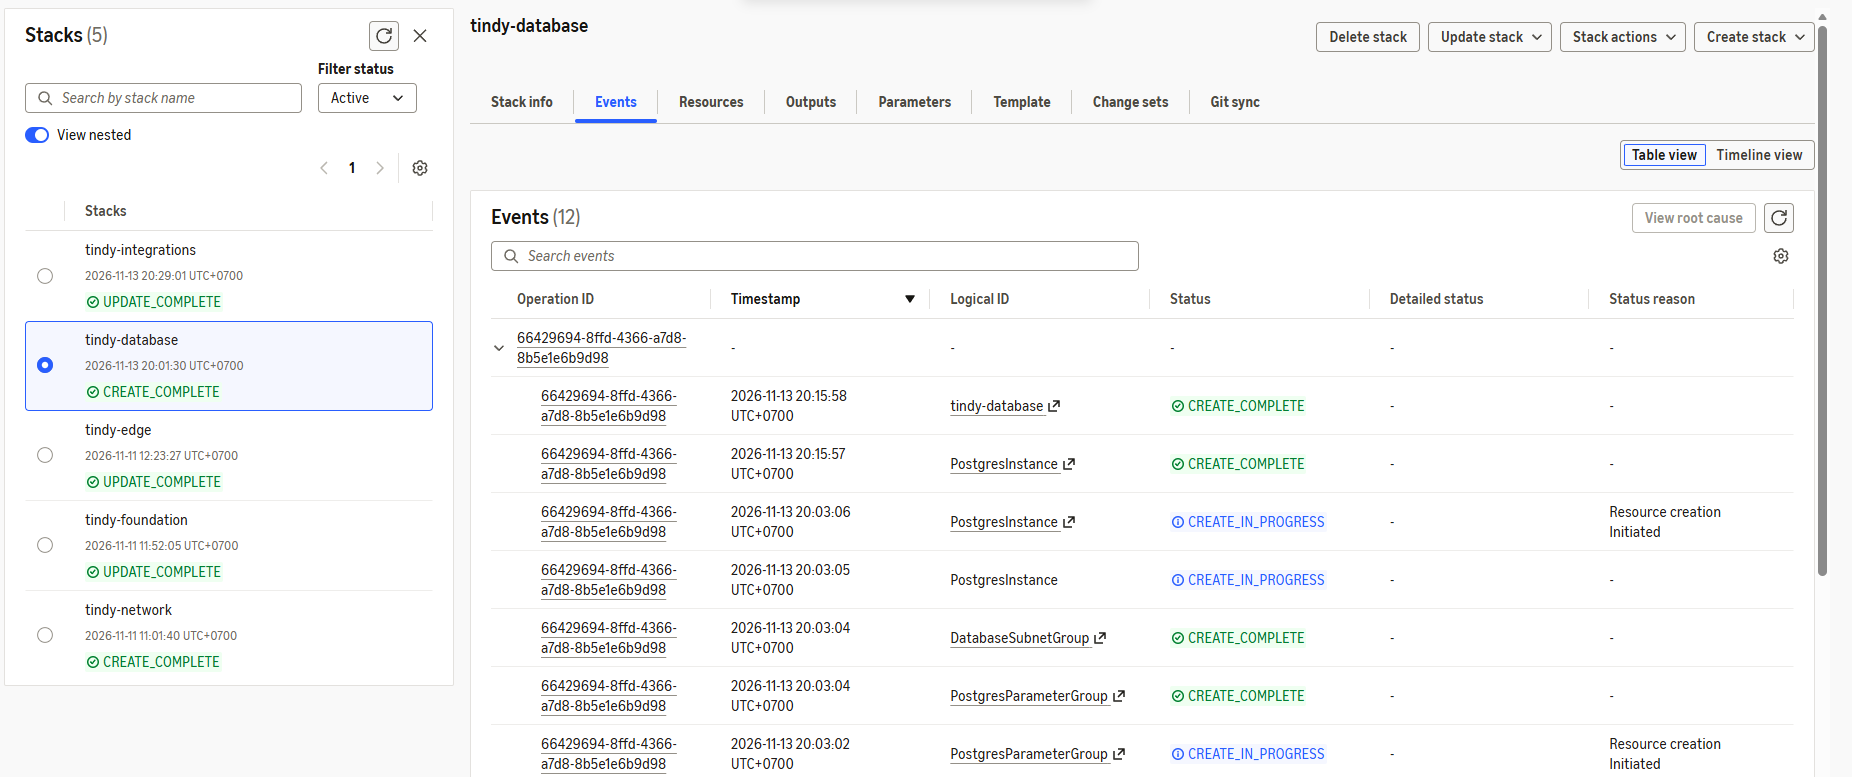 Stacks (5)
Filter status
Search by stack name
Active
View nested
1
Stacks
tindy-integrations
2026-11-13 20:29:01 UTC+0700
UPDATE_COMPLETE
tindy-database
2026-11-13 20:01:30 UTC+0700
CREATE_COMPLETE
tindy-edge
2026-11-11 12:23:27 UTC+0700
UPDATE_COMPLETE
tindy-foundation
2026-11-11 11:52:05 UTC+0700
UPDATE_COMPLETE
tindy-network
2026-11-11 11:01:40 UTC+0700
CREATE_COMPLETE
tindy-database
Delete stack Update stack Stack actions Create stack
Stack info Events Resources Outputs Parameters Template Change sets Git sync
Table view Timeline view
Events (12)
View root cause
Search events
Operation ID Timestamp Logical ID Status Detailed status Status reason
66429694-8ffd-4366-a7d8-
8b5e1e6b9d98 - - - - -
66429694-8ffd-4366- 2026-11-13 20:15:58
a7d8-8b5e1e6b9d98 UTC+0700 tindy-database CREATE_COMPLETE - -
66429694-8ffd-4366- 2026-11-13 20:15:57
a7d8-8b5e1e6b9d98 UTC+0700 PostgresInstance CREATE_COMPLETE - -
66429694-8ffd-4366- 2026-11-13 20:03:06 PostgresInstance CREATE_IN_PROGRESS - Resource creation
a7d8-8b5e1e6b9d98 UTC+0700 Initiated
66429694-8ffd-4366- 2026-11-13 20:03:05
a7d8-8b5e1e6b9d98 UTC+0700 PostgresInstance CREATE_IN_PROGRESS - -
66429694-8ffd-4366- 2026-11-13 20:03:04
a7d8-8b5e1e6b9d98 UTC+0700 DatabaseSubnetGroup CREATE_COMPLETE - -
66429694-8ffd-4366- 2026-11-13 20:03:04
a7d8-8b5e1e6b9d98 UTC+0700 PostgresParameterGroup CREATE_COMPLETE - -
66429694-8ffd-4366- 2026-11-13 20:03:02 PostgresParameterGroup CREATE_IN_PROGRESS - Resource creation
a7d8-8b5e1e6b9d98 UTC+0700 Initiated